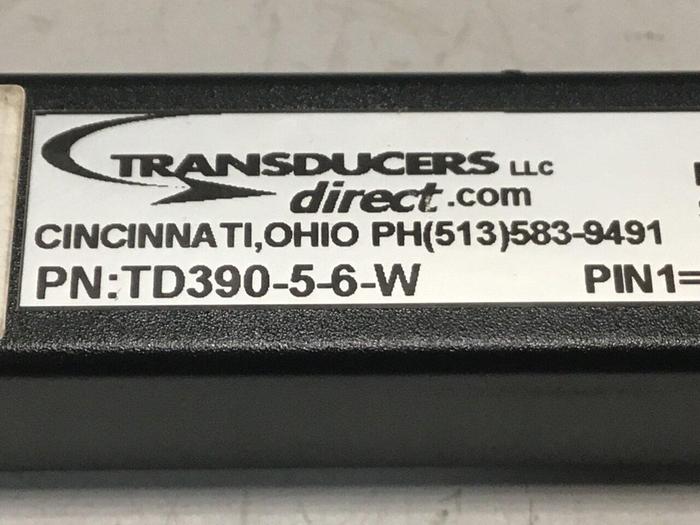 TRANSDUCERS LLC
direct.com
CINCINNATI,OHIO PH(513)583-9491
PN:TD390-5-6-W PIN1=